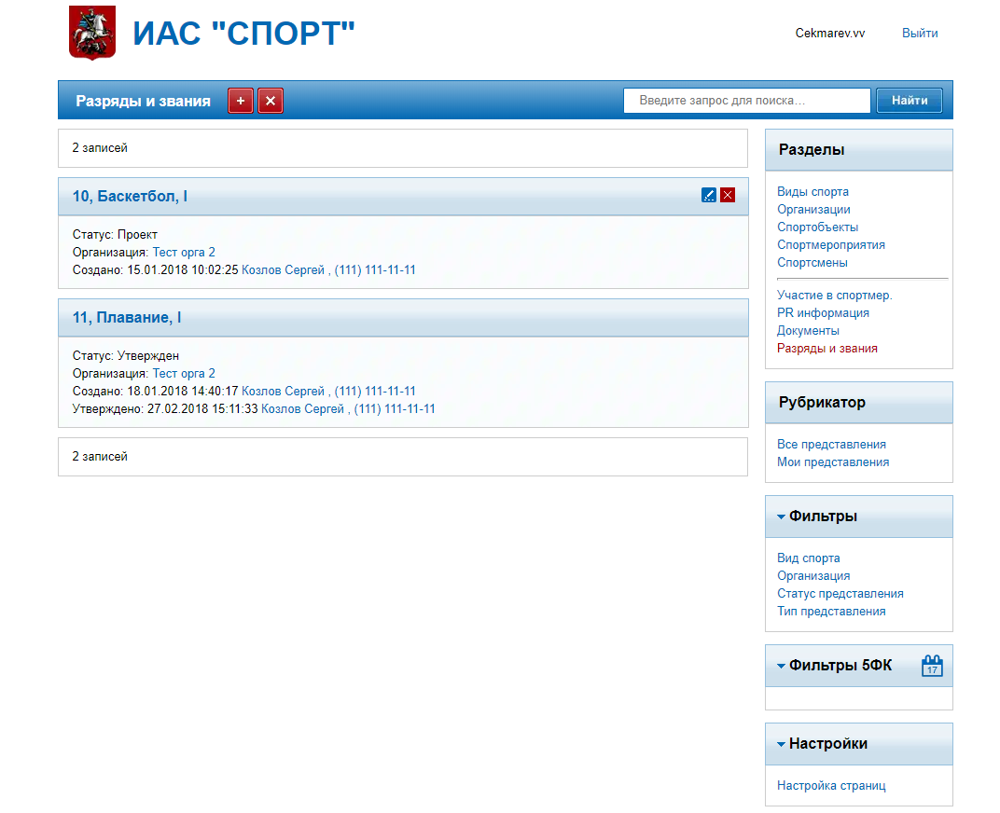 ИАС "СПОРТ"
Cekmarev.vv
Выйти
Разряды и звания
Введите запрос для поиска...
Найти
2 записей
10, Баскетбол, I
Статус: Проект
Организация: Тест орга 2
Создано: 15.01.2018 10:02:25 Козлов Сергей , (111) 111-11-11
11, Плавание, I
Статус: Утвержден
Организация: Тест орга 2
Создано: 18.01.2018 14:40:17 Козлов Сергей , (111) 111-11-11
Утверждено: 27.02.2018 15:11:33 Козлов Сергей , (111) 111-11-11
2 записей
Разделы
Виды спорта
Организации
Спортобъекты
Спортмероприятия
Спортсмены
Участие в спортмер.
PR информация
Документы
Разряды и звания
Рубрикатор
Все представления
Мои представления
Фильтры
Вид спорта
Организация
Статус представления
Тип представления
Фильтры 5ФК
17
Настройки
Настройка страниц